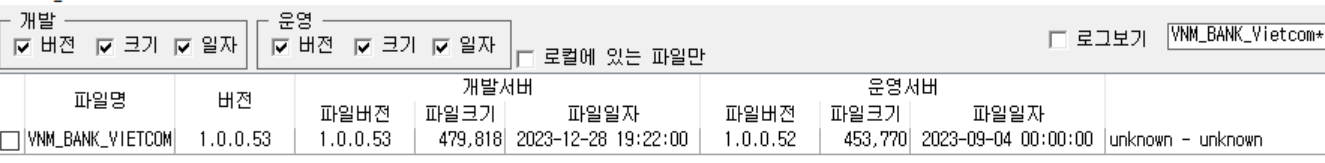 개발 운영
버전 크기 일자 버전 크기 일자 로컬에 있는 파일만 로그보기 VNM_BANK_Vietcom*
파일명 버전 개발서버 운영서버
파일버전 파일크기 파일일자 파일버전 파일크기 파일일자
VNM_BANK_VIETCOM 1.0.0.53 1.0.0.53 479,818 2023-12-28 19:22:00 1.0.0.52 453,770 2023-09-04 00:00:00 unknown - unknown